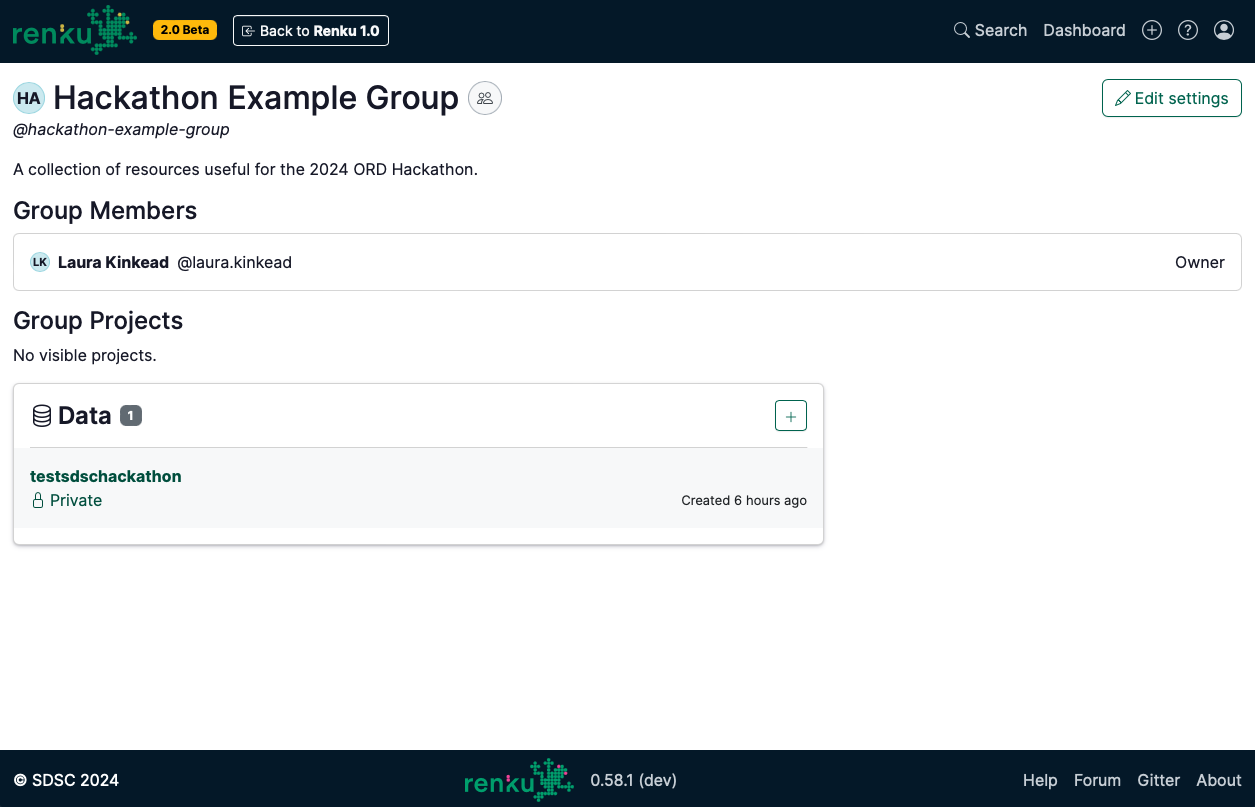 renku 2.0 Beta Back to Renku 1.0 Search Dashboard
HA Hackathon Example Group Edit settings
@hackathon-example-group
A collection of resources useful for the 2024 ORD Hackathon.
Group Members
LK Laura Kinkead @laura.kinkead Owner
Group Projects
No visible projects.
Data 1
testsdschackathon
Private Created 6 hours ago
© SDSC 2024 renku 0.58.1 (dev) Help Forum Gitter About